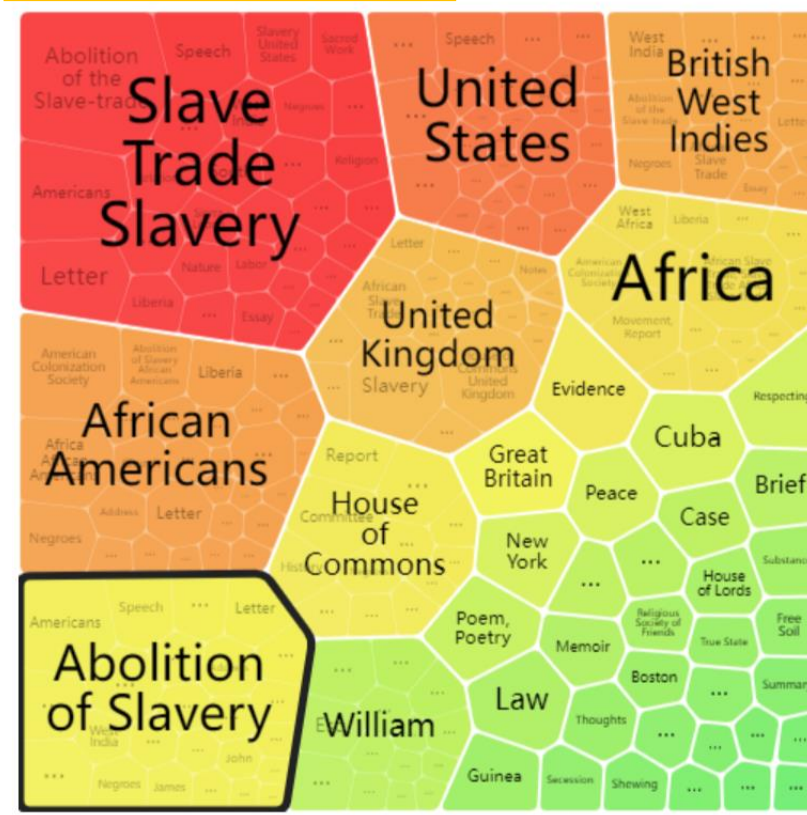 Abolition
of the
Slave-trade
Speech
Slavery
United
States
Sacred
Work
Slave
Trade
Slavery
Negroes
...
Religion
Americans
Letter
Nature
Labor
Liberia
Essay
...
Speech
...
...
United
States
...
West
India
...
British
West
Indies
Abolition
of the
Slave-trade
Letter
Negroes
Slave
Trade
Essay
West
Africa
Liberia
...
American
Colonization
Society
African Slave
Africa
Movement,
Report
Letter
...
Notes
African
Slave
Trade
United
Kingdom
Slavery
Commons
United
Kingdom
...
American
Colonization
Society
Abolition
of Slavery
African
Americans
Liberia
...
African
Americans
Africa
Address
Letter
Negroes
...
Evidence
Respecting
Cuba
Great
Britain
Peace
Brief
Case
Report
...
House
of
Commons
Committee
History
New
York
...
...
House
of Lords
Substance
Americans
Speech
...
Letter
Abolition
of Slavery
West
India
John
...
Negroes
James
Poem,
Poetry
Memoir
Religious
Society of
Friends
True State
Free
Soil
Boston
...
Summary
William
Law
Thoughts
...
...
...
Guinea
Secession
Shewing
...
...
...